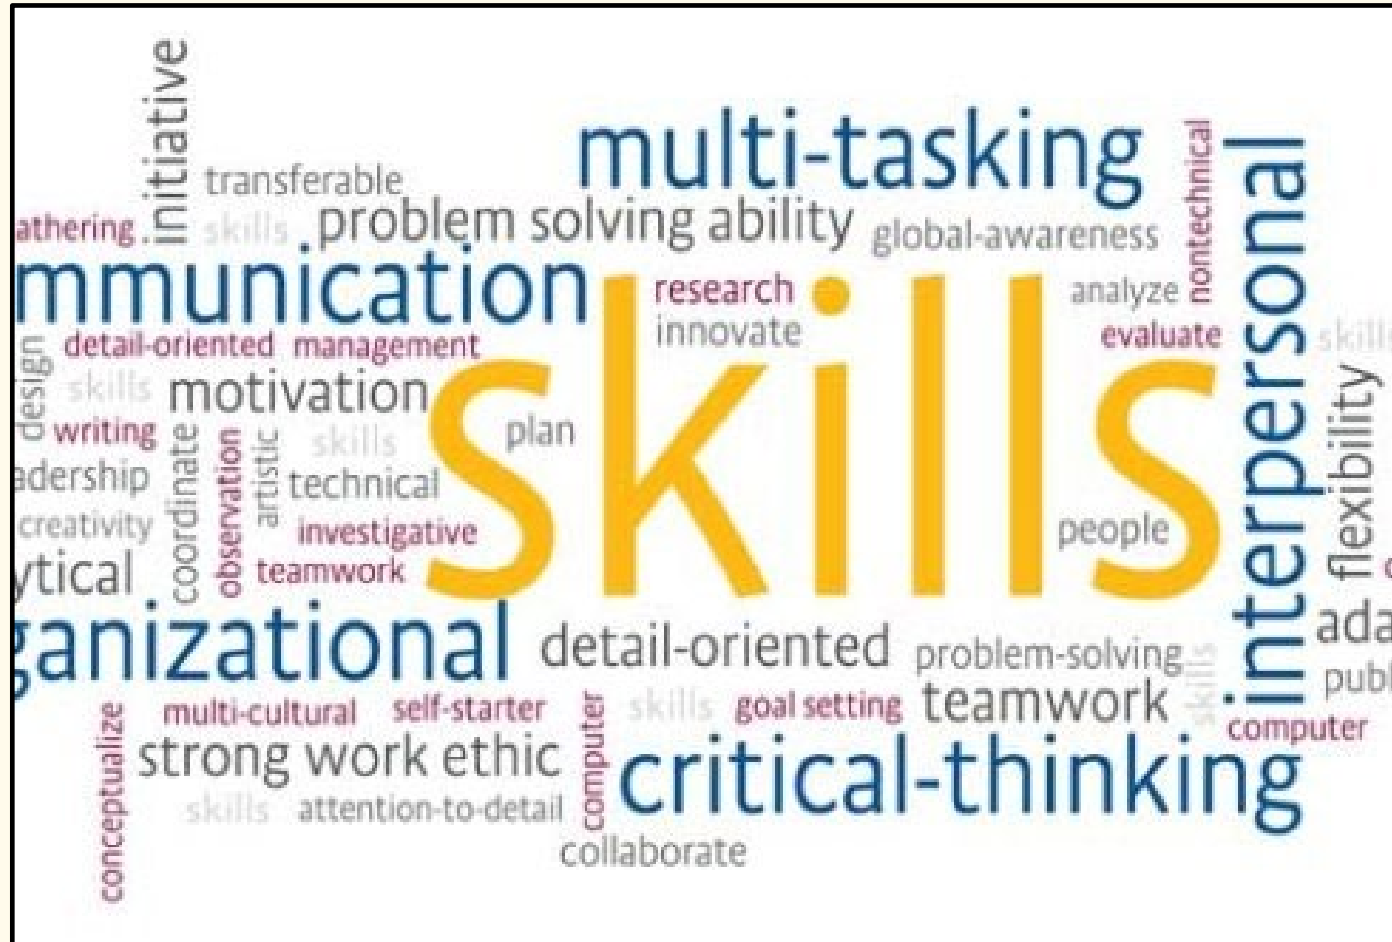 initiative
multi-tasking
nontechnical
interpersonal
transferable
athering
skills
problem solving ability
global-awareness
mmunication
research
analyze
innovate
evaluate
skills
detail-oriented
management
design
skills
motivation
skills
flexibility
writing
coordinate
observation
artistic
skills
plan
adership
technical
creativity
investigative
people
ytical
teamwork
ganizational
detail-oriented
problem-solving
skills
ada
publ
conceptualize
multi-cultural
self-starter
computer
skills
goal setting
teamwork
computer
strong work ethic
critical-thinking
skills
attention-to-detail
collaborate